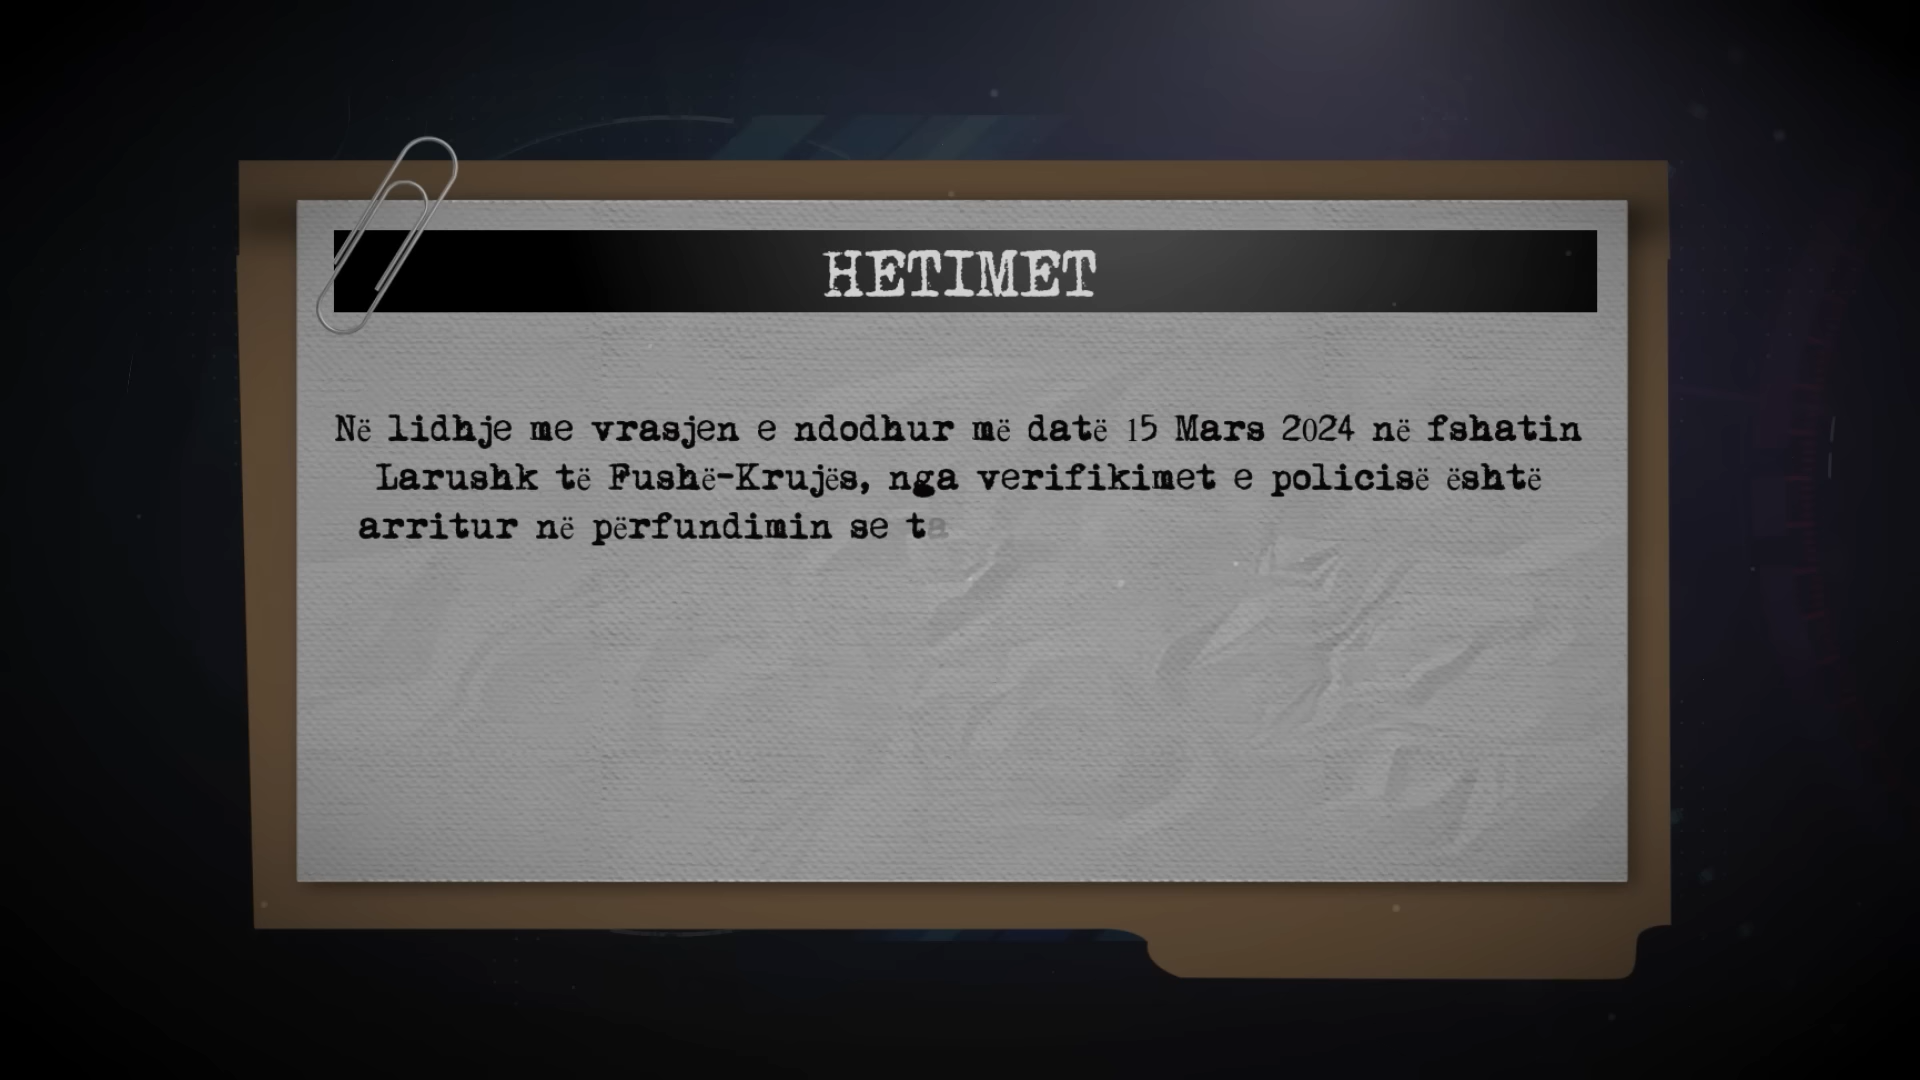 HETIMET
Në lidhje me vrasjen e ndodhur më datë 15 Mars 2024 në fshatin
Larushk të Fushë-Krujës, nga verifikimet e policisë është
arritur në përfundimin se ta